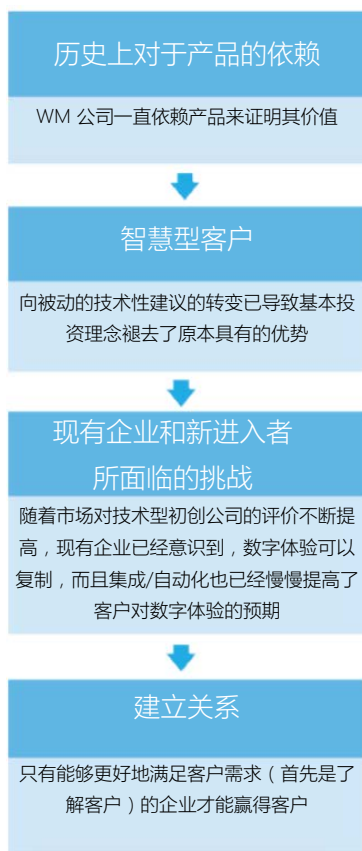 历史上对于产品的依赖
WM 公司一直依赖产品来证明其价值
智慧型客户
向被动的技术性建议的转变已导致基本投
资理念褪去了原本具有的优势
现有企业和新进入者
所面临的挑战
随着市场对技术型初创公司的评价不断提
高，现有企业已经意识到，数字体验可以
复制，而且集成/自动化也已经慢慢提高了
客户对数字体验的预期
建立关系
只有能够更好地满足客户需求（首先是了
解客户）的企业才能赢得客户